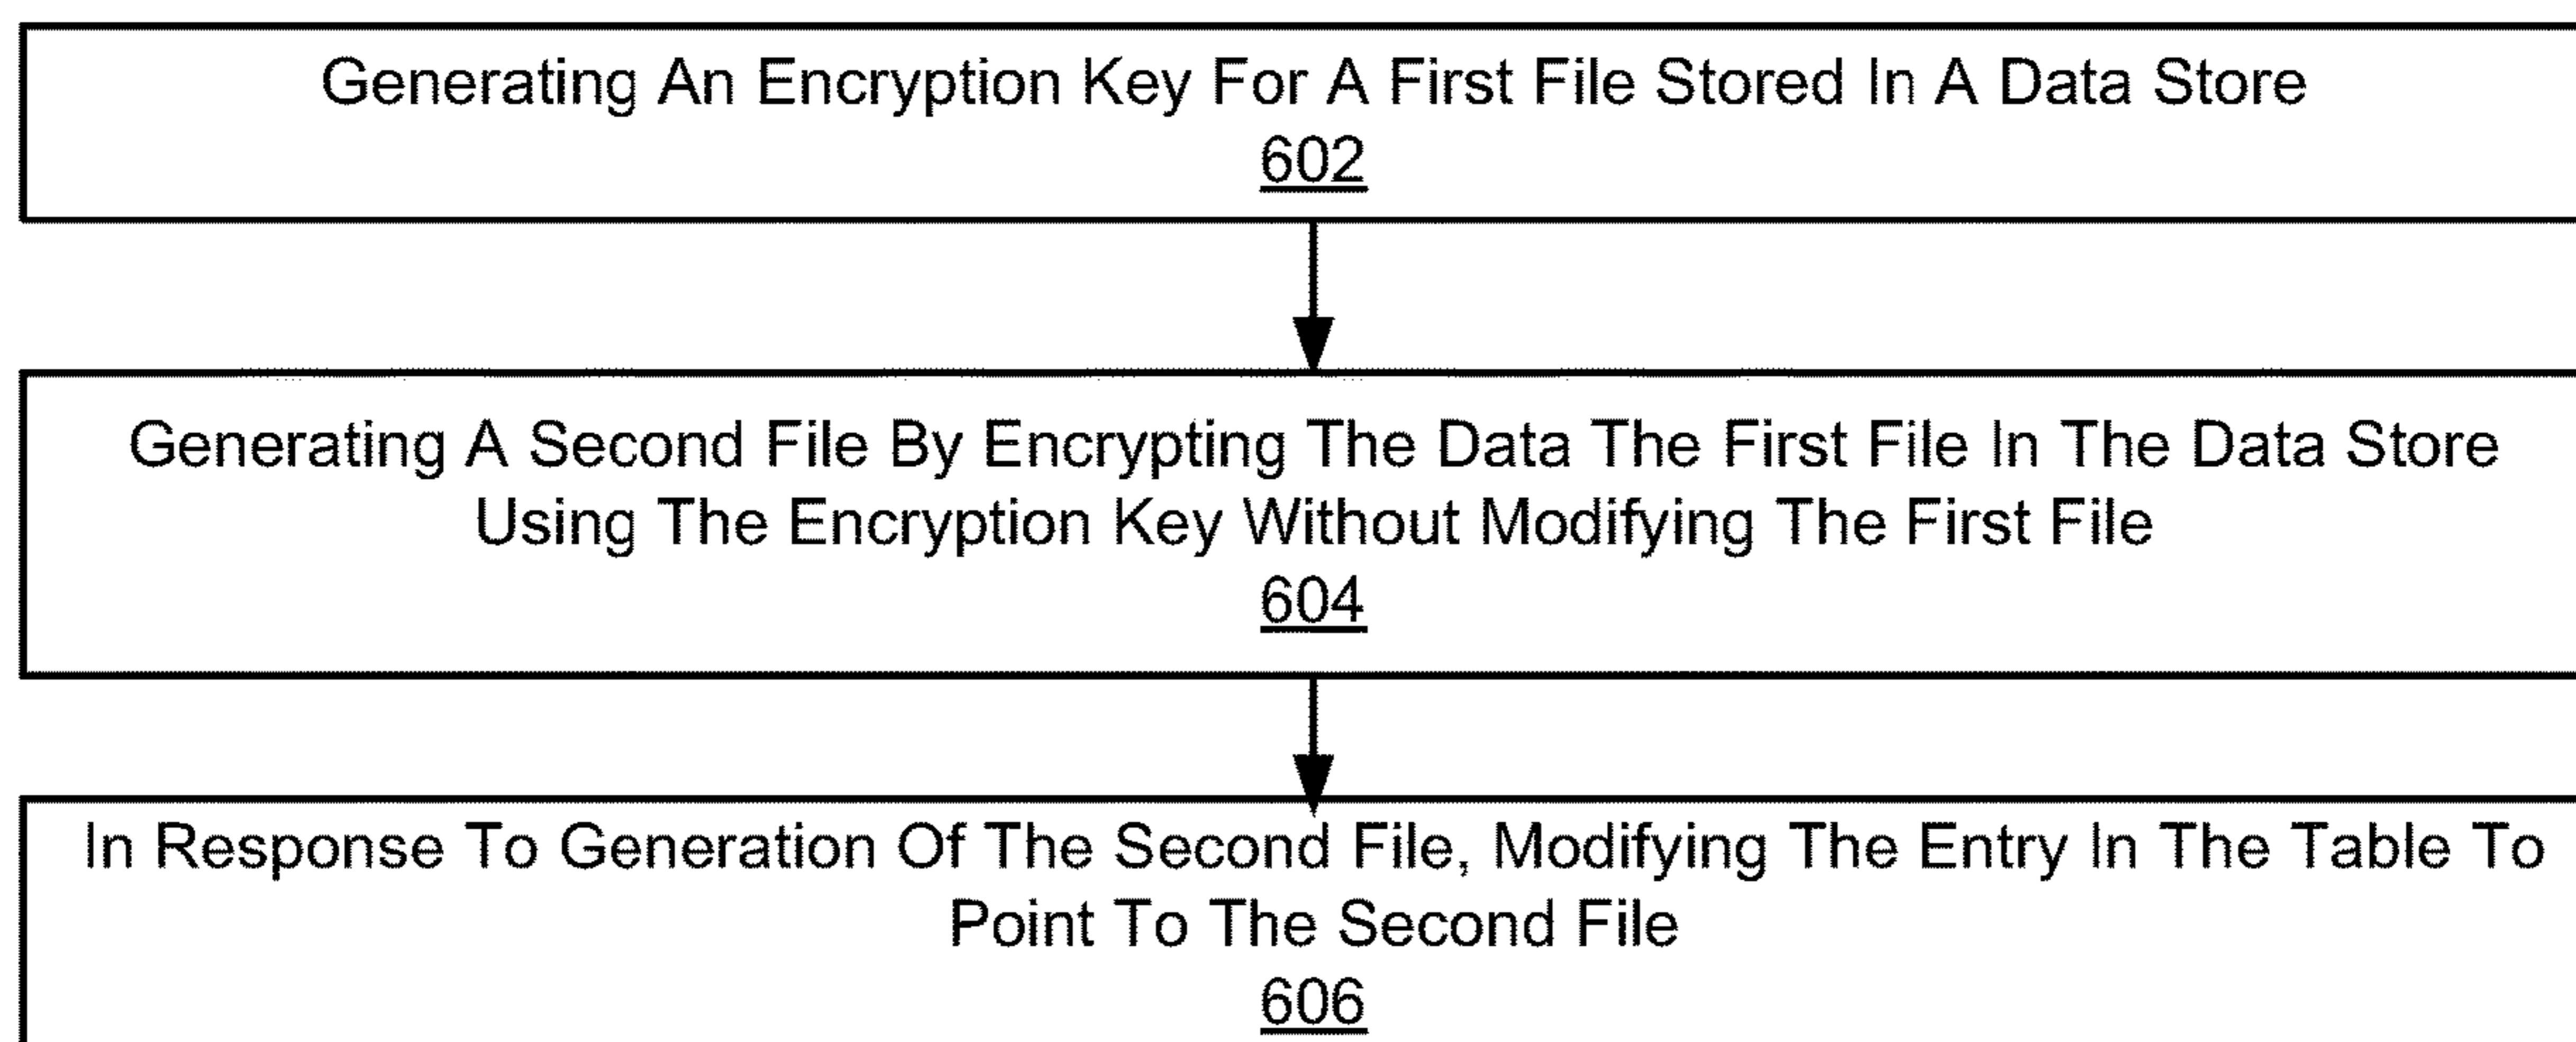 Generating An Encryption Key For A First File Stored In A Data Store
602
Generating A Second File By Encrypting The Data The First File In The Data Store
Using The Encryption Key Without Modifying The First File
604
In Response To Generation Of The Second File, Modifying The Entry In The Table To
Point To The Second File
606